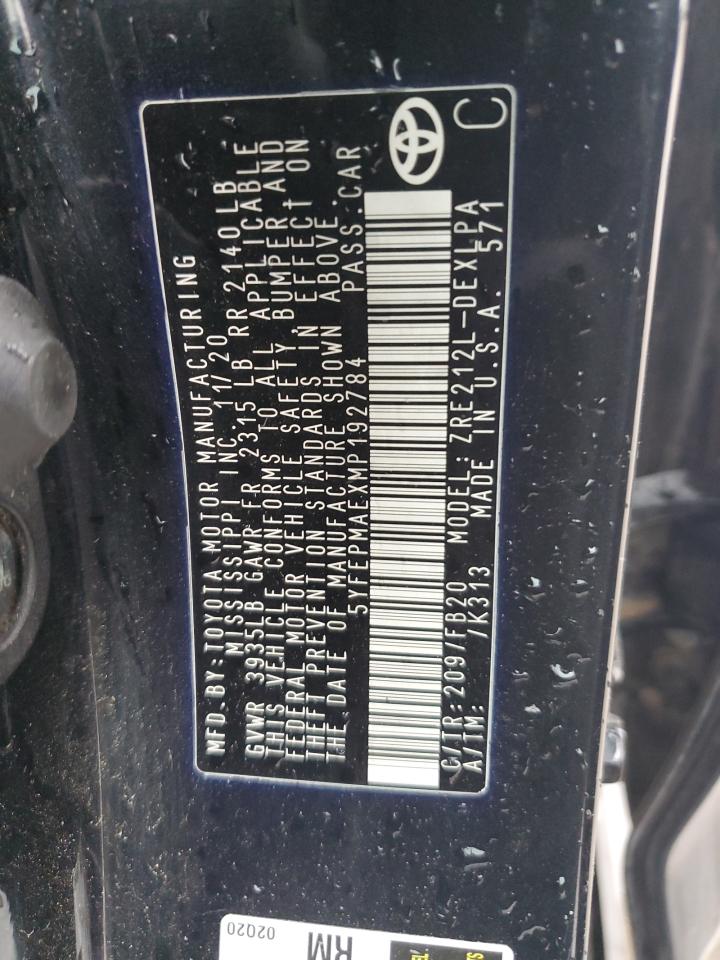 MFD.BY:TOYOTA MOTOR MANUFACTURING
MISSISSIPPI INC. 11/20
GVWR 3935LB GAWR FR 2315 LB RR 2140LB
THIS VEHICLE CONFORMS TO ALL APPLICABLE
FEDERAL MOTOR VEHICLE SAFETY, BUMPER, AND
THEFT PREVENTION STANDARDS IN EFFECT ON
THE DATE OF MANUFACTURE SHOWN ABOVE.
5YFEPMAEXMP192784 PASS.CAR
C/TR:209/FB20 MODEL:ZRE212L-DEXLPA
A/TM: /K313 MADE IN U.S.A. 571
C
02020
RM